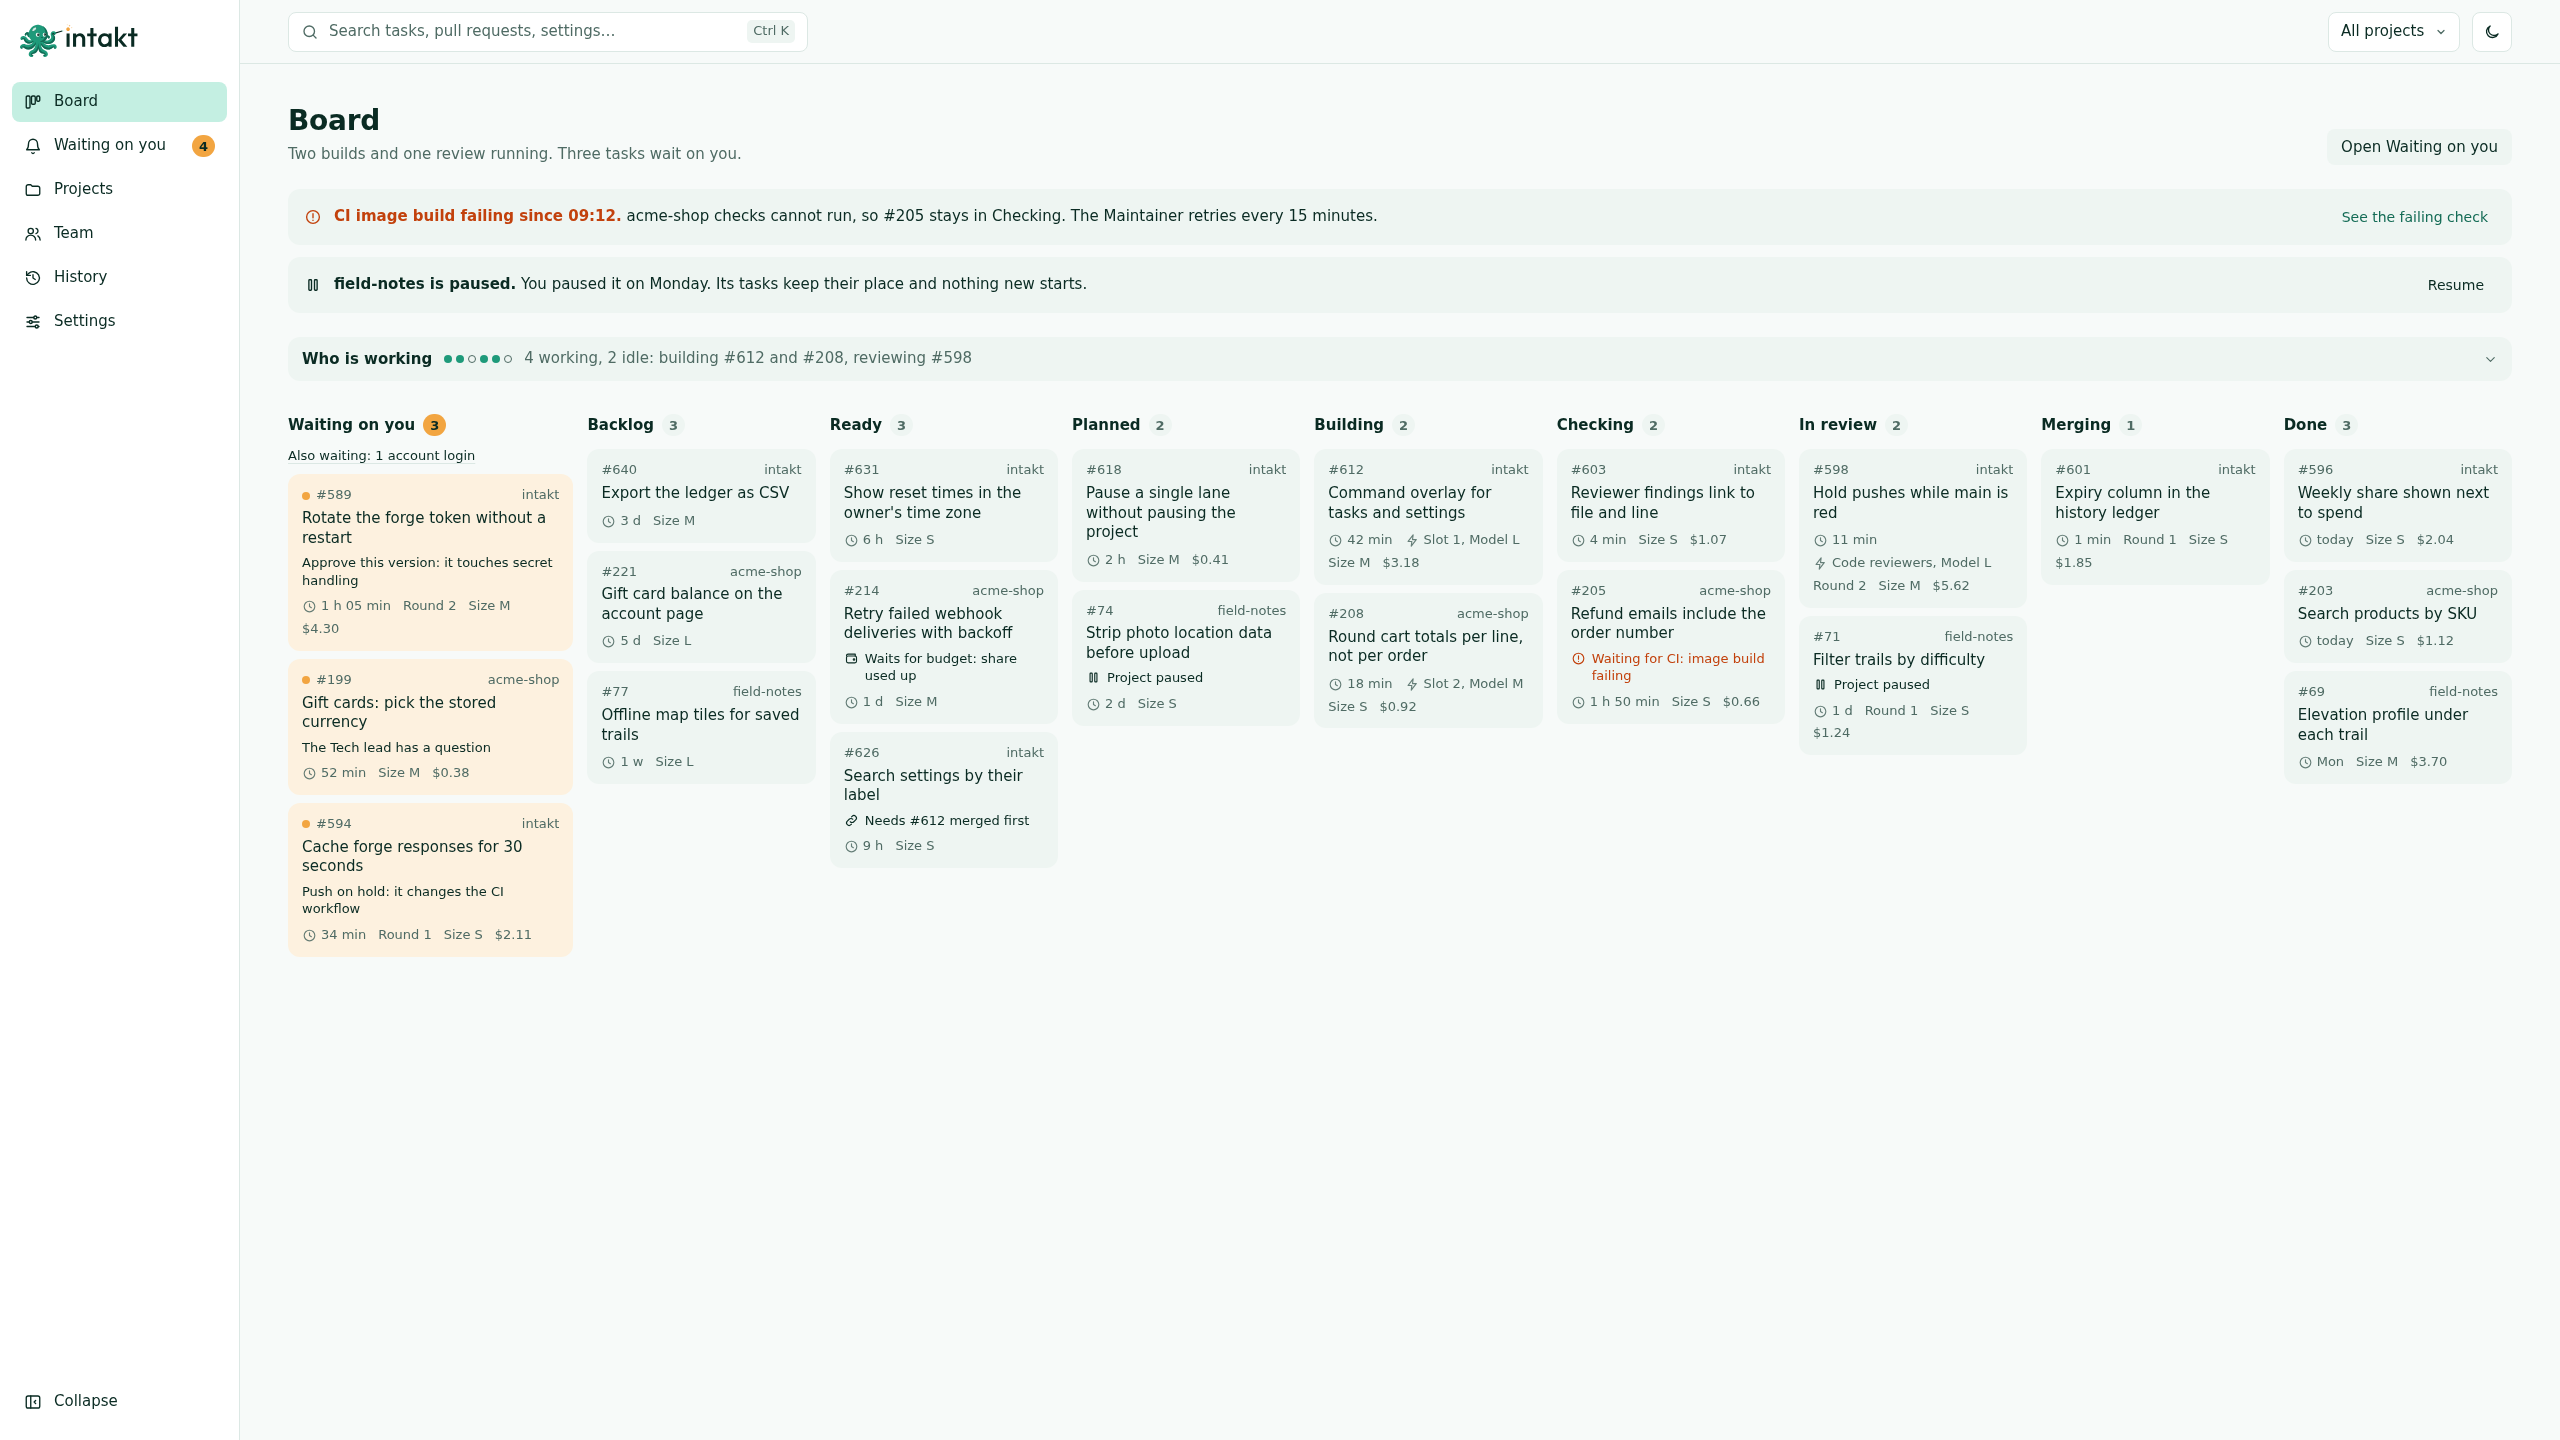 intakt
Search tasks, pull requests, settings...
Ctrl K
All projects
Board
Waiting on you
4
Projects
Team
History
Settings
Collapse
Board
Two builds and one review running. Three tasks wait on you.
Open Waiting on you
CI image build failing since 09:12. acme-shop checks cannot run, so #205 stays in Checking. The Maintainer retries every 15 minutes.
See the failing check
field-notes is paused. You paused it on Monday. Its tasks keep their place and nothing new starts.
Resume
Who is working
4 working, 2 idle: building #612 and #208, reviewing #598
Waiting on you 3
Also waiting: 1 account login
#589 intakt
Rotate the forge token without a
restart
Approve this version: it touches secret
handling
1 h 05 min Round 2 Size M
$4.30
#199 acme-shop
Gift cards: pick the stored
currency
The Tech lead has a question
52 min Size M $0.38
#594 intakt
Cache forge responses for 30
seconds
Push on hold: it changes the CI
workflow
34 min Round 1 Size S $2.11
Backlog 3
#640 intakt
Export the ledger as CSV
3 d Size M
#221 acme-shop
Gift card balance on the
account page
5 d Size L
#77 field-notes
Offline map tiles for saved
trails
1 w Size L
Ready 3
#631 intakt
Show reset times in the
owner's time zone
6 h Size S
#214 acme-shop
Retry failed webhook
deliveries with backoff
Waits for budget: share
used up
1 d Size M
#626 intakt
Search settings by their
label
Needs #612 merged first
9 h Size S
Planned 2
#618 intakt
Pause a single lane
without pausing the
project
2 h Size M $0.41
#74 field-notes
Strip photo location data
before upload
Project paused
2 d Size S
Building 2
#612 intakt
Command overlay for
tasks and settings
42 min Slot 1, Model L
Size M $3.18
#208 acme-shop
Round cart totals per line,
not per order
18 min Slot 2, Model M
Size S $0.92
Checking 2
#603 intakt
Reviewer findings link to
file and line
4 min Size S $1.07
#205 acme-shop
Refund emails include the
order number
Waiting for CI: image build
failing
1 h 50 min Size S $0.66
In review 2
#598 intakt
Hold pushes while main is
red
11 min
Code reviewers, Model L
Round 2 Size M $5.62
#71 field-notes
Filter trails by difficulty
Project paused
1 d Round 1 Size S
$1.24
Merging 1
#601 intakt
Expiry column in the
history ledger
1 min Round 1 Size S
$1.85
Done 3
#596 intakt
Weekly share shown next
to spend
today Size S $2.04
#203 acme-shop
Search products by SKU
today Size S $1.12
#69 field-notes
Elevation profile under
each trail
Mon Size M $3.70